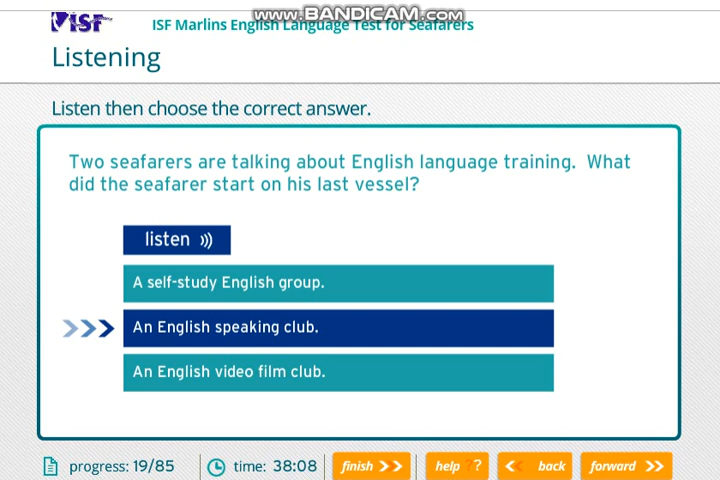 www.BANDICAM.com
ISF
ISF Marlins English Language Test for Seafarers
Listening
Listen then choose the correct answer.
Two seafarers are talking about English language training. What
did the seafarer start on his last vessel?
listen
A self-study English group.
An English speaking club.
An English video film club.
progress: 19/85
time: 38:08
finish >>
help ??
<< back
forward >>